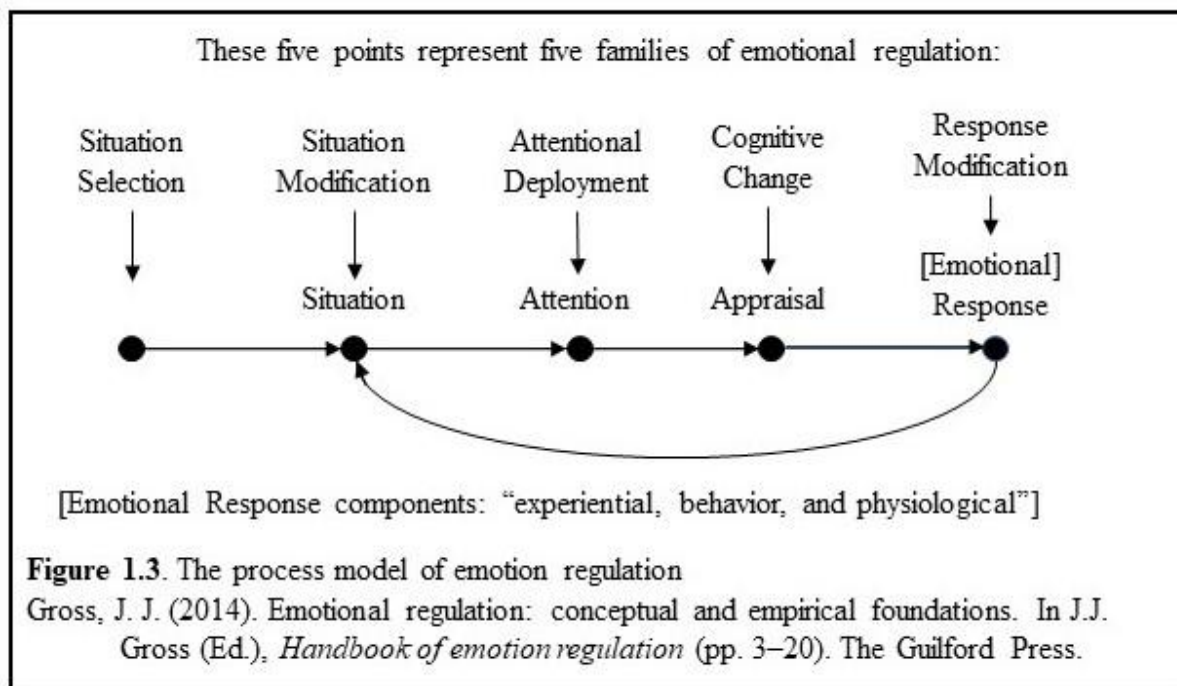 These five points represent five families of emotional regulation:
Situation Selection
Situation Modification
Attentional Deployment
Cognitive Change
Response Modification
Situation
Attention
Appraisal
[Emotional] Response
[Emotional Response components: “experiential, behavior, and physiological”]
Figure 1.3. The process model of emotion regulation
Gross, J. J. (2014). Emotional regulation: conceptual and empirical foundations. In J.J.
Gross (Ed.), Handbook of emotion regulation (pp. 3–20). The Guilford Press.